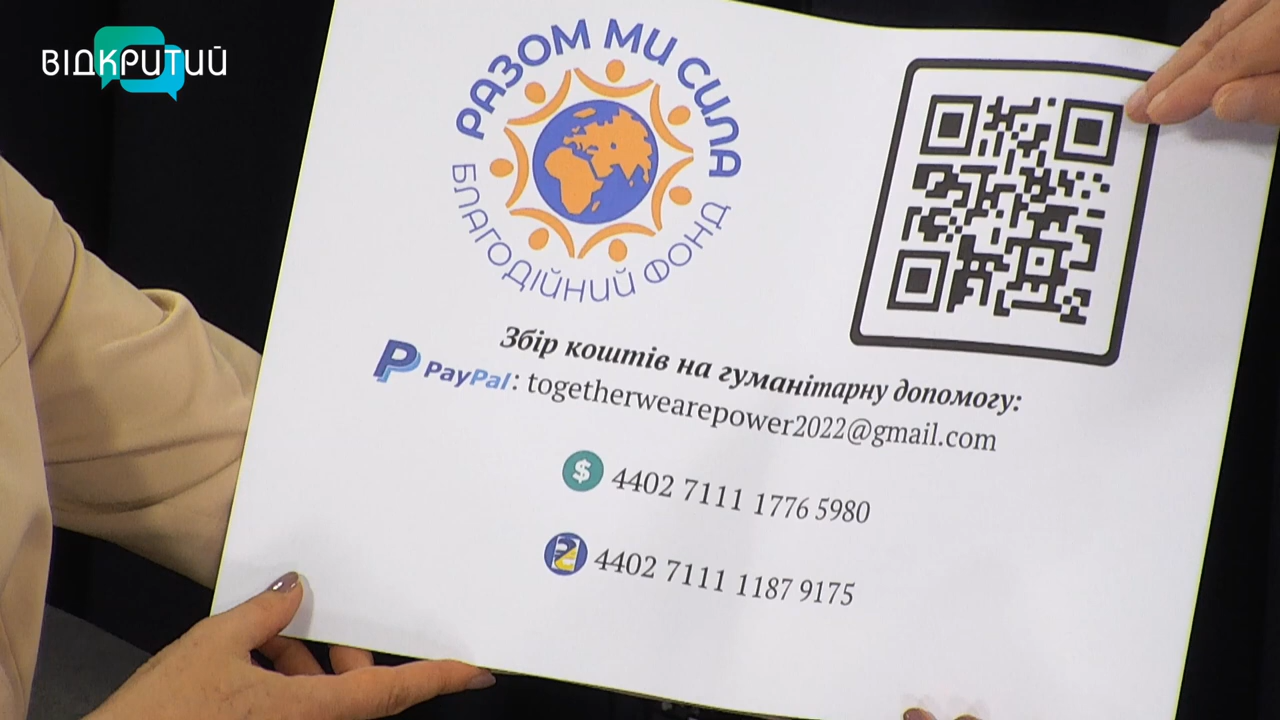 ВІДКРИТИЙ
РАЗОМ МИ СИЛА
БЛАГОДІЙНИЙ ФОНД
Збір коштів на гуманітарну допомогу:
PayPal: togetherwearepower2022@gmail.com
$ 4402 7111 1776 5980
₴ 4402 7111 1187 9175